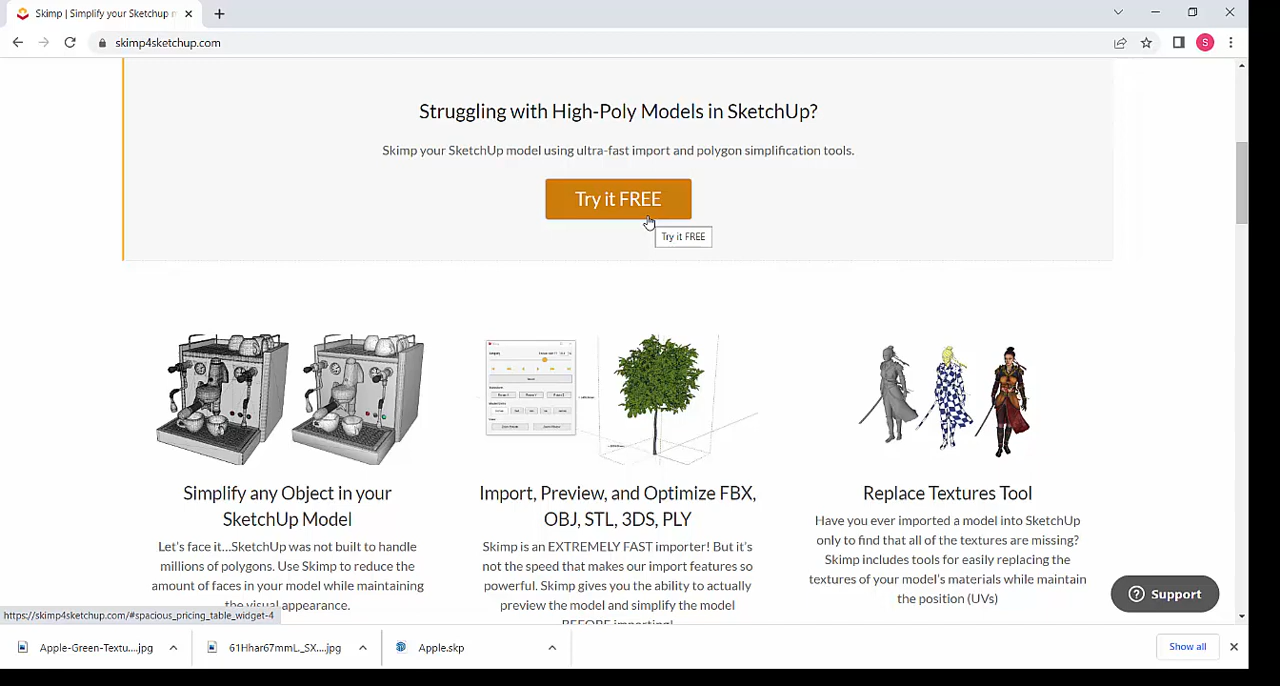 Skimp | Simplify your Sketchup m
skimp4sketchup.com
S
Struggling with High-Poly Models in SketchUp?
Skimp your SketchUp model using ultra-fast import and polygon simplification tools.
Try it FREE
Try it FREE
Simplify any Object in your
SketchUp Model
Let's face it...SketchUp was not built to handle
millions of polygons. Use Skimp to reduce the
amount of faces in your model while maintaining
the visual appearance.
Import, Preview, and Optimize FBX,
OBJ, STL, 3DS, PLY
Skimp is an EXTREMELY FAST importer! But it's
not the speed that makes our import features so
powerful. Skimp gives you the ability to actually
preview the model and simplify the model
BEFORE importing!
Replace Textures Tool
Have you ever imported a model into SketchUp
only to find that all of the textures are missing?
Skimp includes tools for easily replacing the
textures of your model's materials while maintain
the position (UVs)
Support
https://skimp4sketchup.com/#spacious_pricing_table_widget-4
Apple-Green-Textu....jpg
61Hhar67mmL._SX....jpg
Apple.skp
Show all